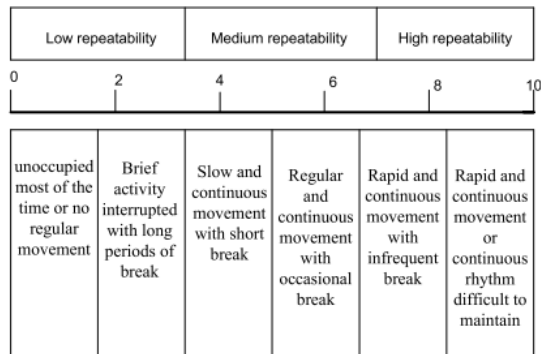 Low repeatability
Medium repeatability
High repeatability
0
2
4
6
8
10
unoccupied
most of the
time or no
regular
movement
Brief
activity
interrupted
with long
periods of
break
Slow and
continuous
movement
with short
break
Regular
and
continuous
movement
with
occasional
break
Rapid and
continuous
movement
with
infrequent
break
Rapid and
continuous
movement
or
continuous
rhythm
difficult to
maintain